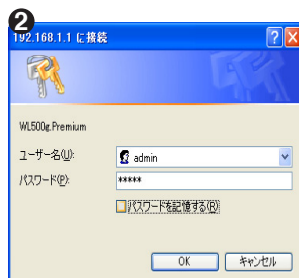 2
192.168.1.1 に接続
WL500g.Premium
ユーザー名(U):
admin
パスワード(P):
*****
パスワードを記憶する(R)
OK
キャンセル